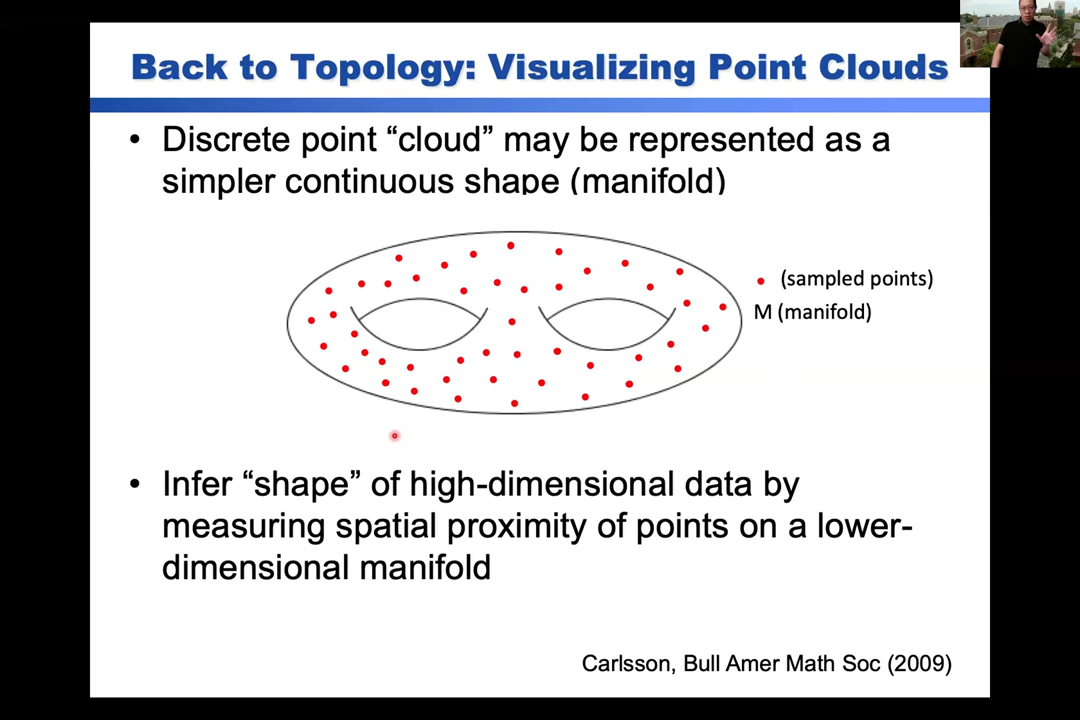 Back to Topology: Visualizing Point Clouds
• Discrete point “cloud” may be represented as a
simpler continuous shape (manifold)
(sampled points)
M (manifold)
• Infer “shape” of high-dimensional data by
measuring spatial proximity of points on a lower-
dimensional manifold
Carlsson, Bull Amer Math Soc (2009)